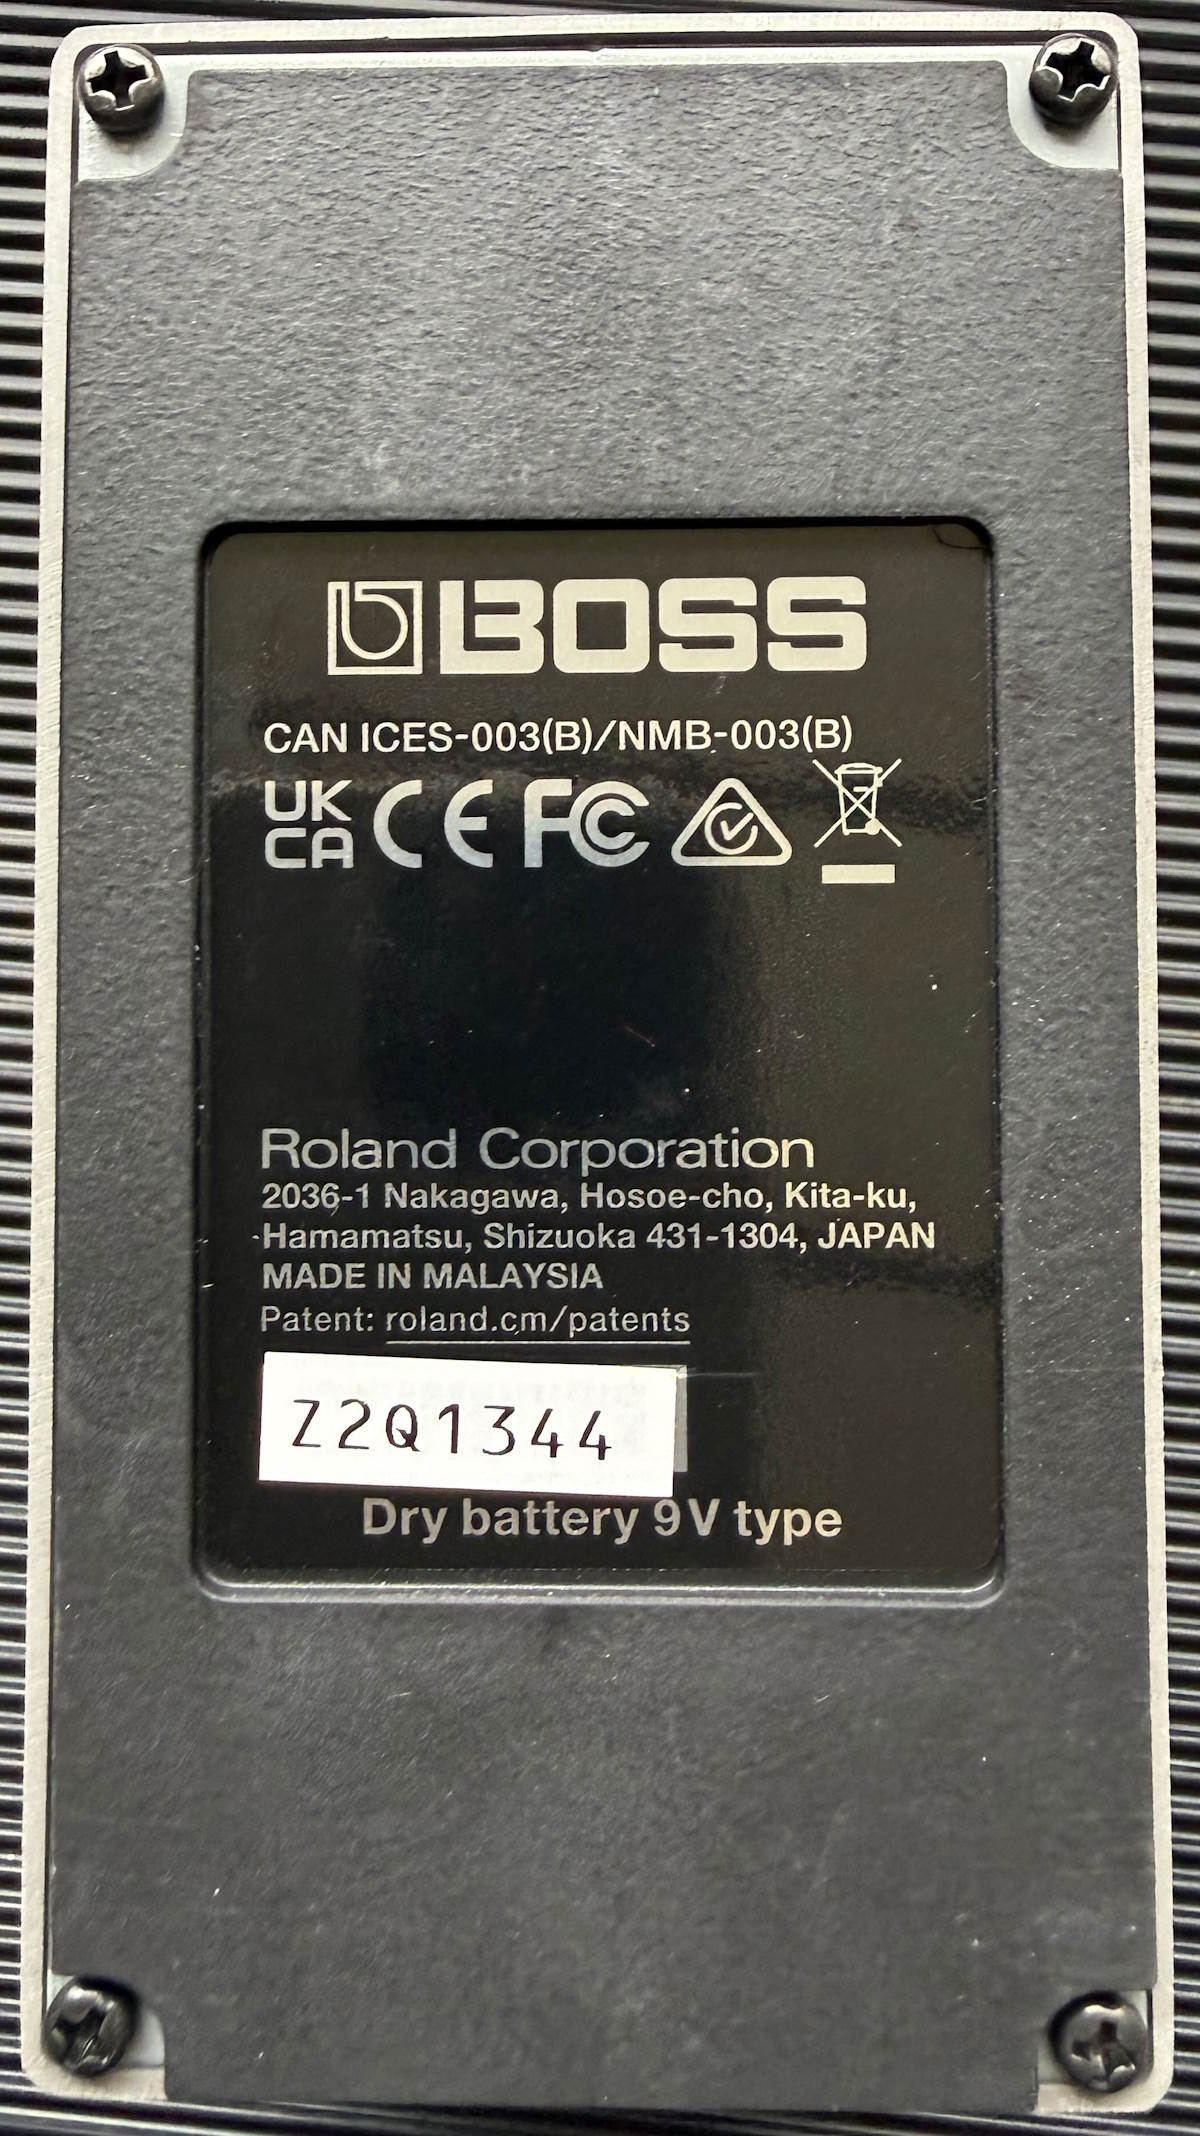 BOSS
CAN ICES-003(B)/NMB-003(B)
UK
CA CE FC
Roland Corporation
2036-1 Nakagawa, Hosoe-cho, Kita-ku,
Hamamatsu, Shizuoka 431-1304, JAPAN
MADE IN MALAYSIA
Patent: roland.cm/patents
Z2Q1344
Dry battery 9V type